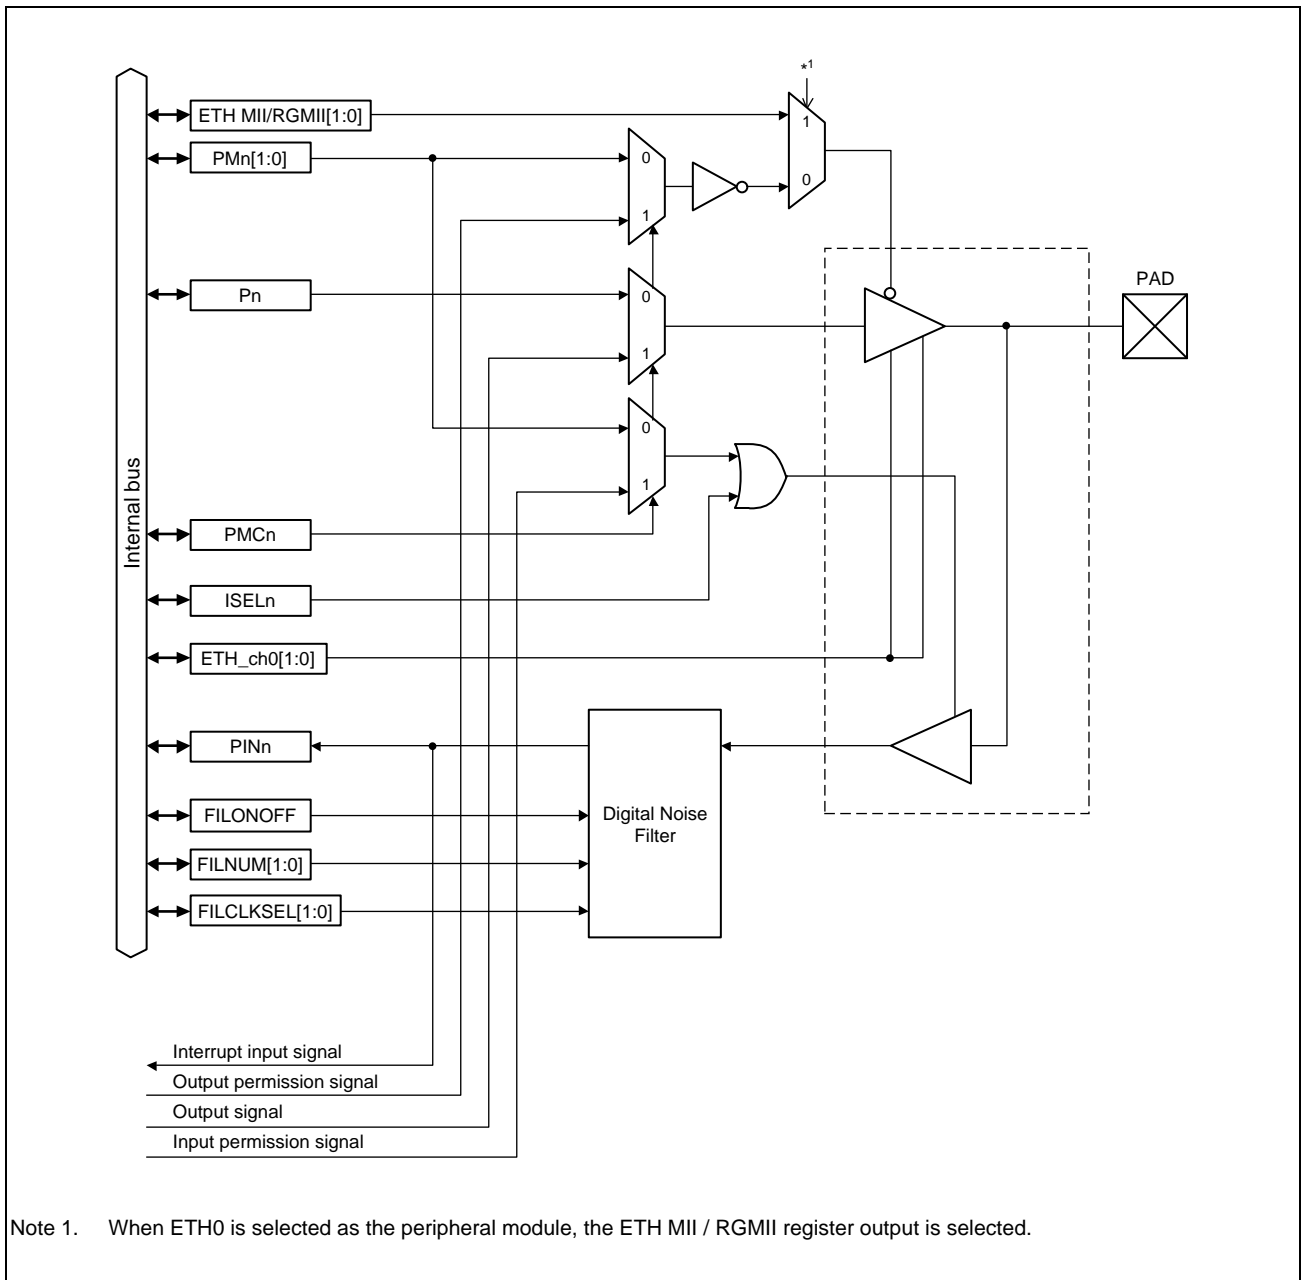 *1
ETH MII/RGMII[1:0]
1
PMn[1:0]
0
0
1
PAD
Pn
0
1
0
Internal bus
1
PMCn
ISELn
ETH_ch0[1:0]
PINn
FILONOFF
Digital Noise
Filter
FILNUM[1:0]
FILCLKSEL[1:0]
Interrupt input signal
Output permission signal
Output signal
Input permission signal
Note 1. When ETH0 is selected as the peripheral module, the ETH MII / RGMII register output is selected.